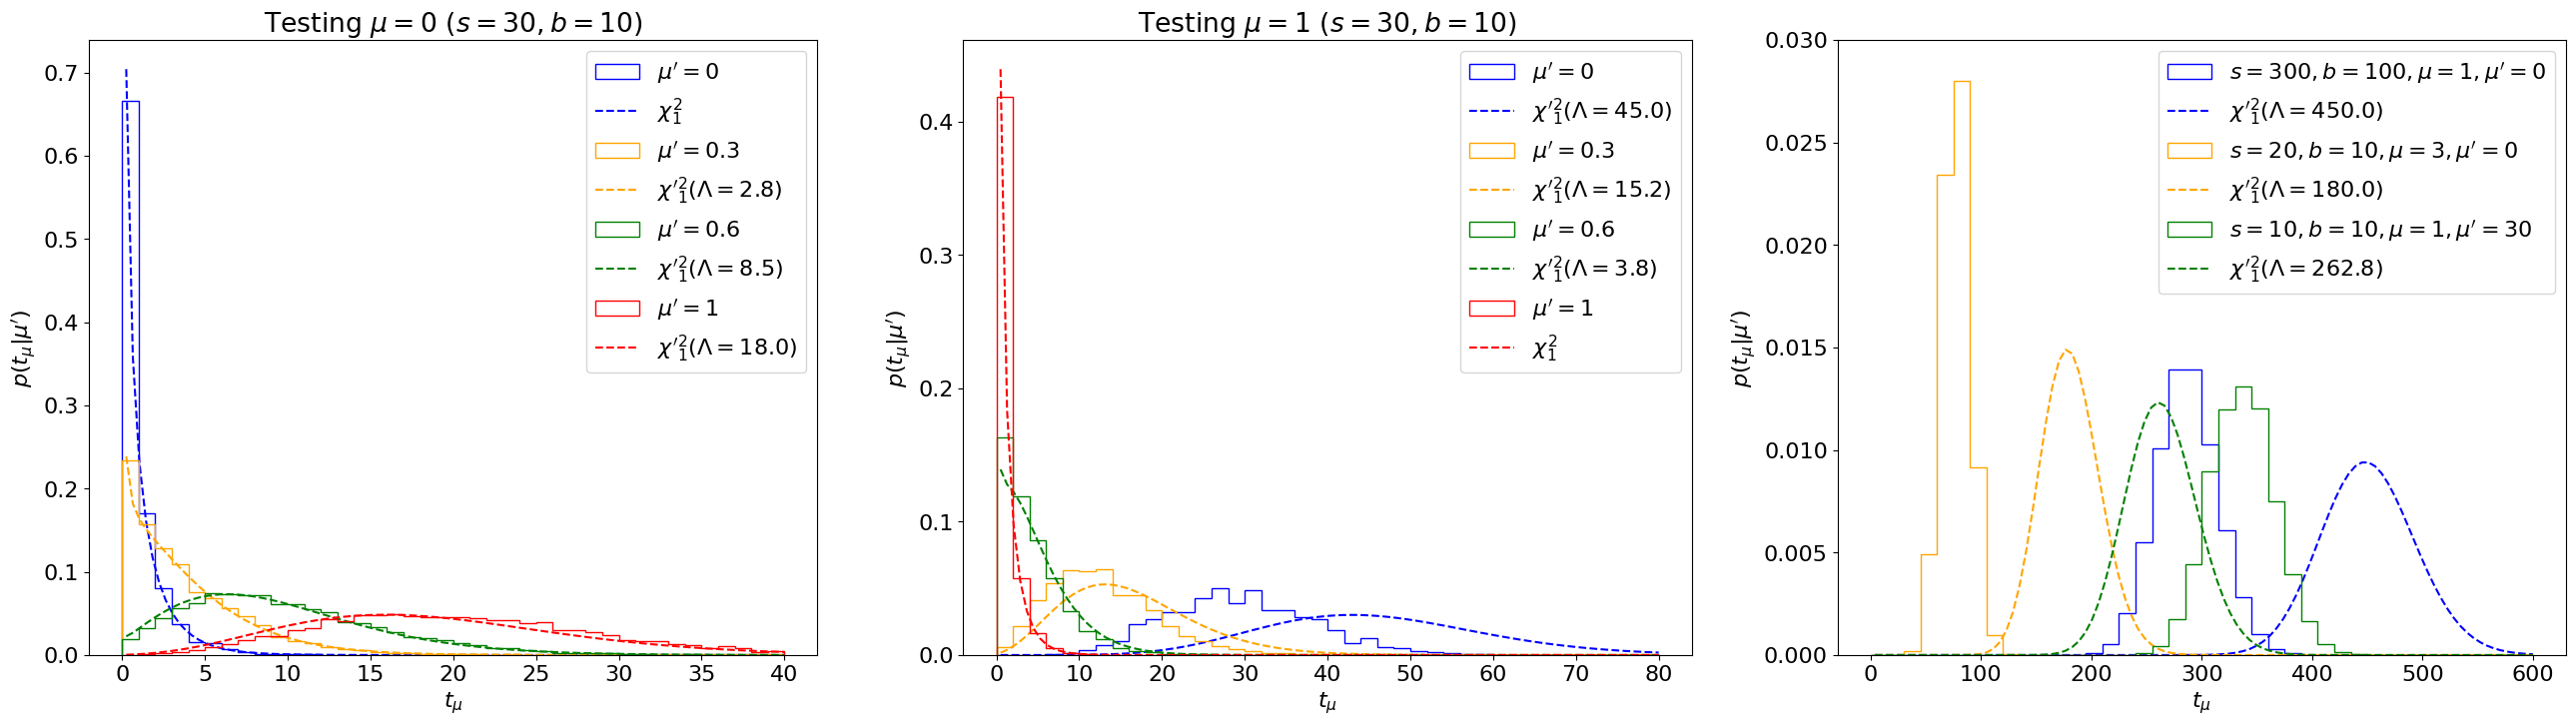 Testing μ = 0 (s = 30, b = 10)
p(t_μ|μ′)
0.7
0.6
0.5
0.4
0.3
0.2
0.1
0.0
μ′ = 0
χ²₁
μ′ = 0.3
χ′²₁(Λ = 2.8)
μ′ = 0.6
χ′²₁(Λ = 8.5)
μ′ = 1
χ′²₁(Λ = 18.0)
0 5 10 15 20 25 30 35 40
t_μ
Testing μ = 1 (s = 30, b = 10)
p(t_μ|μ′)
0.4
0.3
0.2
0.1
0.0
μ′ = 0
χ′²₁(Λ = 45.0)
μ′ = 0.3
χ′²₁(Λ = 15.2)
μ′ = 0.6
χ′²₁(Λ = 3.8)
μ′ = 1
χ²₁
0 10 20 30 40 50 60 70 80
t_μ
p(t_μ|μ′)
0.030
0.025
0.020
0.015
0.010
0.005
0.000
s = 300, b = 100, μ = 1, μ′ = 0
χ′²₁(Λ = 450.0)
s = 20, b = 10, μ = 3, μ′ = 0
χ′²₁(Λ = 180.0)
s = 10, b = 10, μ = 1, μ′ = 30
χ′²₁(Λ = 262.8)
0 100 200 300 400 500 600
t_μ